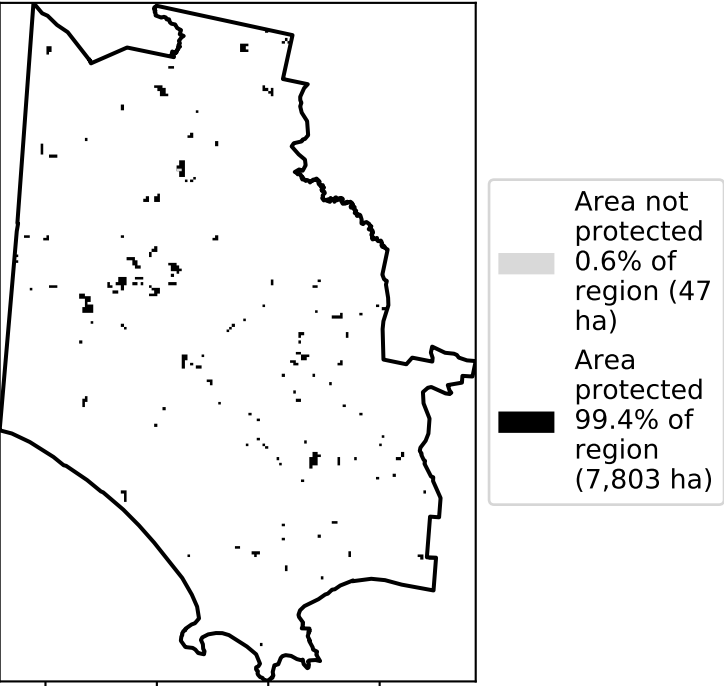 Area not
protected
0.6% of
region (47
ha)
Area
protected
99.4% of
region
(7,803 ha)